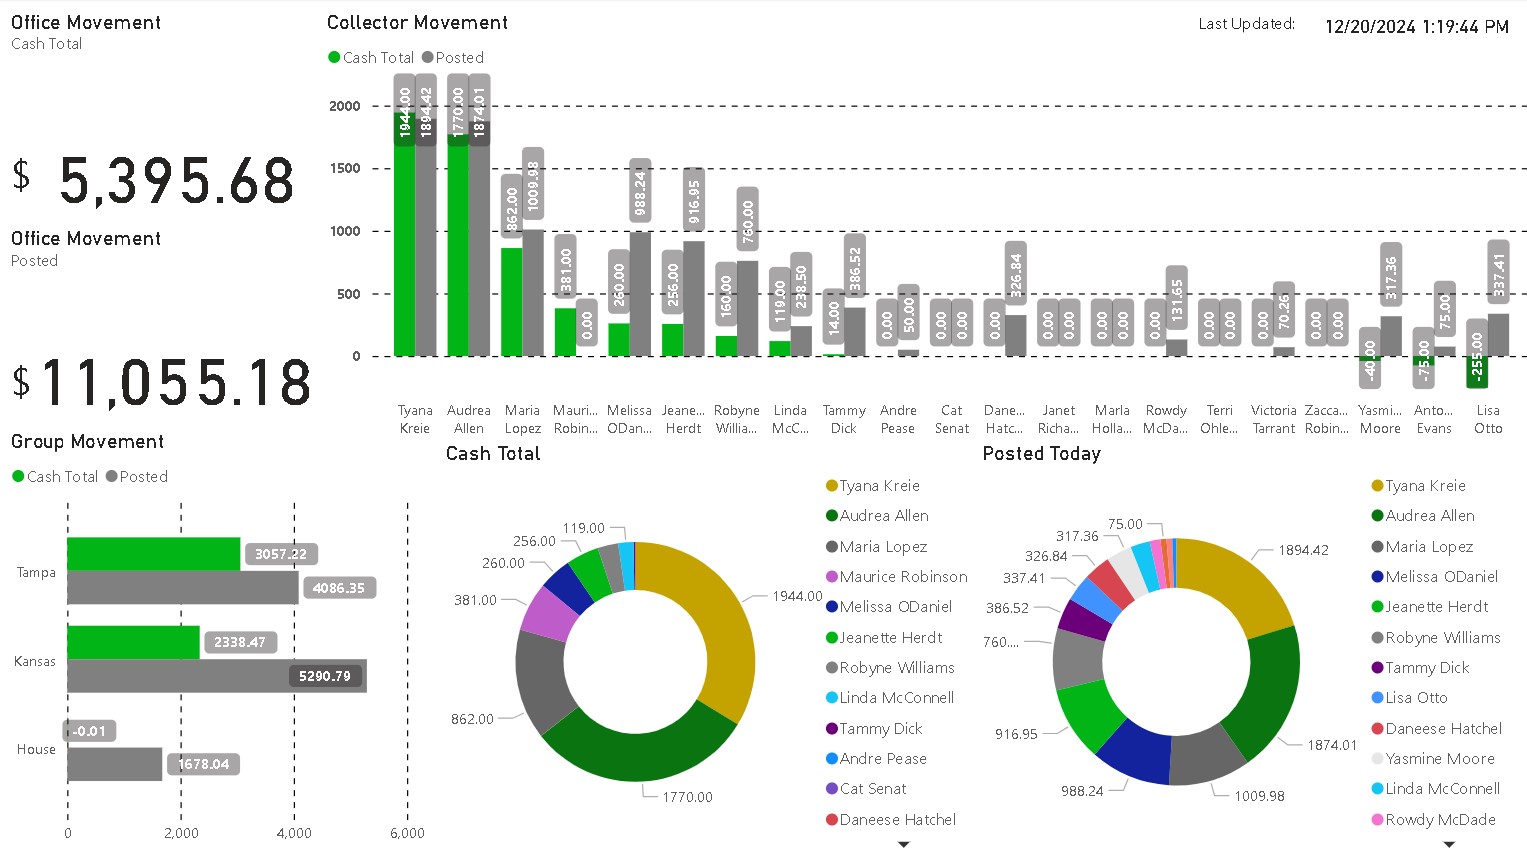 Office Movement
Cash Total
$ 5,395.68
Office Movement
Posted
$ 11,055.18
Collector Movement
Cash Total Posted
Last Updated: 12/20/2024 1:19:44 PM
2000
1500
1000
500
0
1944.00 1894.42 1770.00 1874.01 862.00 1009.98 381.00 0.00 260.00 988.24 256.00 916.95 160.00 760.00 119.00 238.50 14.00 386.52 0.00 50.00 0.00 0.00 0.00 326.84 0.00 0.00 0.00 0.00 0.00 131.65 0.00 0.00 0.00 70.26 0.00 0.00 -40.00 317.36 -75.00 75.00 -255.00 337.41
Tyana Kreie
Audrea Allen
Maria Lopez
Mauri... Robin...
Melissa ODan...
Jeane... Herdt
Robyne Willia...
Linda McC...
Tammy Dick
Andre Pease
Cat Senat
Dane... Hatc...
Janet Richa...
Marla Holla...
Rowdy McDa...
Terri Ohle...
Victoria Tarrant
Zacca... Robin...
Yasmi... Moore
Anto... Evans
Lisa Otto
Group Movement
Cash Total Posted
Tampa
3057.22
4086.35
Kansas
2338.47
5290.79
House
-0.01
1678.04
0 2,000 4,000 6,000
Cash Total
119.00
256.00
260.00
381.00
862.00
1944.00
1770.00
Tyana Kreie
Audrea Allen
Maria Lopez
Maurice Robinson
Melissa ODaniel
Jeanette Herdt
Robyne Williams
Linda McConnell
Tammy Dick
Andre Pease
Cat Senat
Daneese Hatchel
Posted Today
75.00
317.36
326.84
337.41
386.52
760....
916.95
988.24
1894.42
1874.01
1009.98
Tyana Kreie
Audrea Allen
Maria Lopez
Melissa ODaniel
Jeanette Herdt
Robyne Williams
Tammy Dick
Lisa Otto
Daneese Hatchel
Yasmine Moore
Linda McConnell
Rowdy McDade